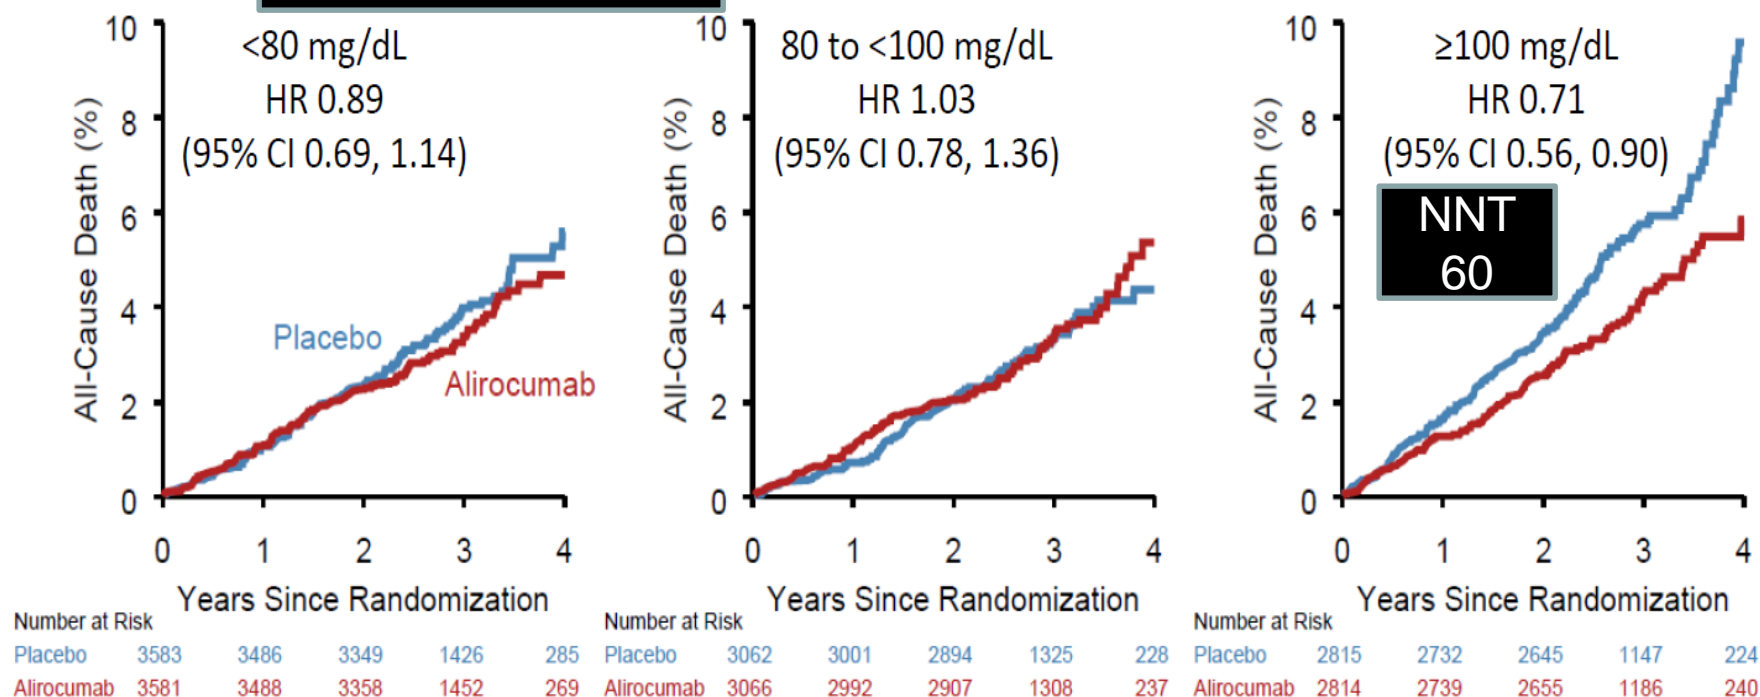 <80 mg/dL
HR 0.89
(95% CI 0.69, 1.14)
All-Cause Death (%)
10
8
6
4
2
0
Placebo
Alirocumab
0 1 2 3 4
Years Since Randomization
Number at Risk
Placebo 3583 3486 3349 1426 285
Alirocumab 3581 3488 3358 1452 269
80 to <100 mg/dL
HR 1.03
(95% CI 0.78, 1.36)
All-Cause Death (%)
10
8
6
4
2
0
0 1 2 3 4
Years Since Randomization
Number at Risk
Placebo 3062 3001 2894 1325 228
Alirocumab 3066 2992 2907 1308 237
≥100 mg/dL
HR 0.71
(95% CI 0.56, 0.90)
NNT
60
All-Cause Death (%)
10
8
6
4
2
0
0 1 2 3 4
Years Since Randomization
Number at Risk
Placebo 2815 2732 2645 1147 224
Alirocumab 2814 2739 2655 1186 240